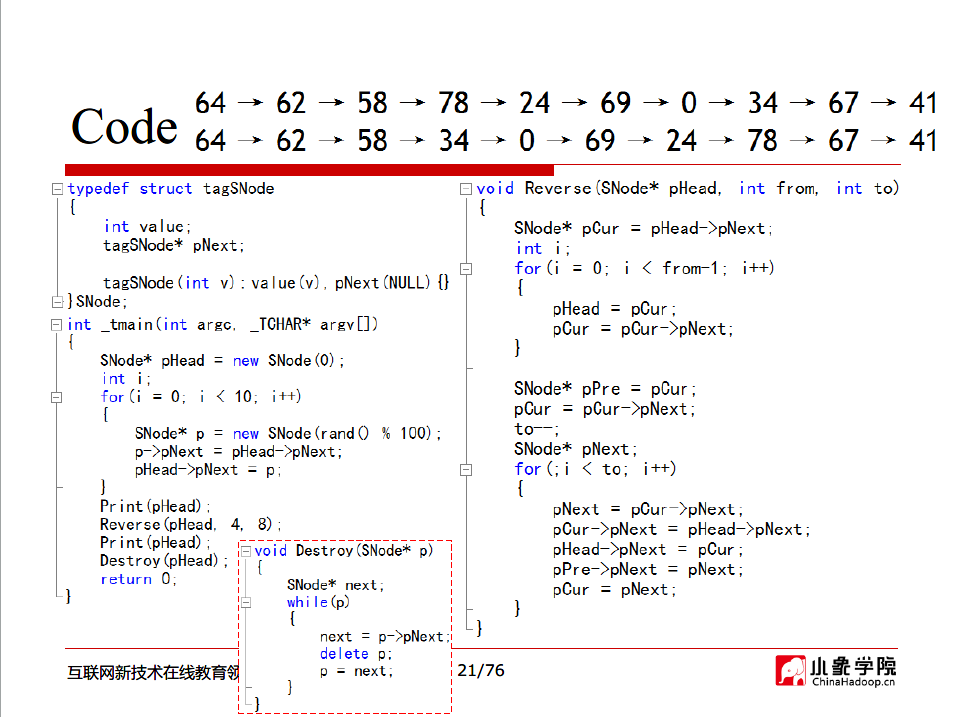 Code
64 → 62 → 58 → 78 → 24 → 69 → 0 → 34 → 67 → 41
64 → 62 → 58 → 34 → 0 → 69 → 24 → 78 → 67 → 41
typedef struct tagSNode
{
int value;
tagSNode* pNext;
tagSNode(int v):value(v),pNext(NULL){}
}SNode;
int _tmain(int argc, _TCHAR* argv[])
{
SNode* pHead = new SNode(0);
int i;
for(i = 0; i < 10; i++)
{
SNode* p = new SNode(rand() % 100);
p->pNext = pHead->pNext;
pHead->pNext = p;
}
Print(pHead);
Reverse(pHead, 4, 8);
Print(pHead);
Destroy(pHead);
return 0;
}
void Destroy(SNode* p)
{
SNode* next;
while(p)
{
next = p->pNext;
delete p;
p = next;
}
}
void Reverse(SNode* pHead, int from, int to)
{
SNode* pCur = pHead->pNext;
int i;
for(i = 0; i < from-1; i++)
{
pHead = pCur;
pCur = pCur->pNext;
}
SNode* pPre = pCur;
pCur = pCur->pNext;
to--;
SNode* pNext;
for(;i < to; i++)
{
pNext = pCur->pNext;
pCur->pNext = pHead->pNext;
pHead->pNext = pCur;
pPre->pNext = pNext;
pCur = pNext;
}
}
互联网新技术在线教育领
21/76
小象学院
ChinaHadoop.cn